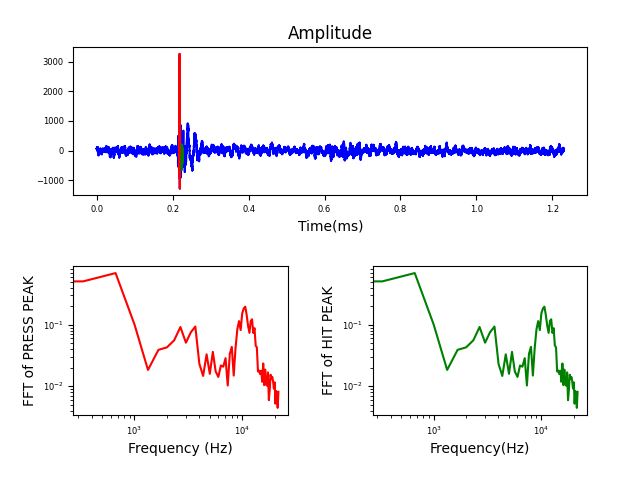 Amplitude
3000
2000
1000
0
−1000
0.0 0.2 0.4 0.6 0.8 1.0 1.2
Time(ms)
FFT of PRESS PEAK
10⁻¹
10⁻²
10³ 10⁴
Frequency (Hz)
FFT of HIT PEAK
10⁻¹
10⁻²
10³ 10⁴
Frequency(Hz)